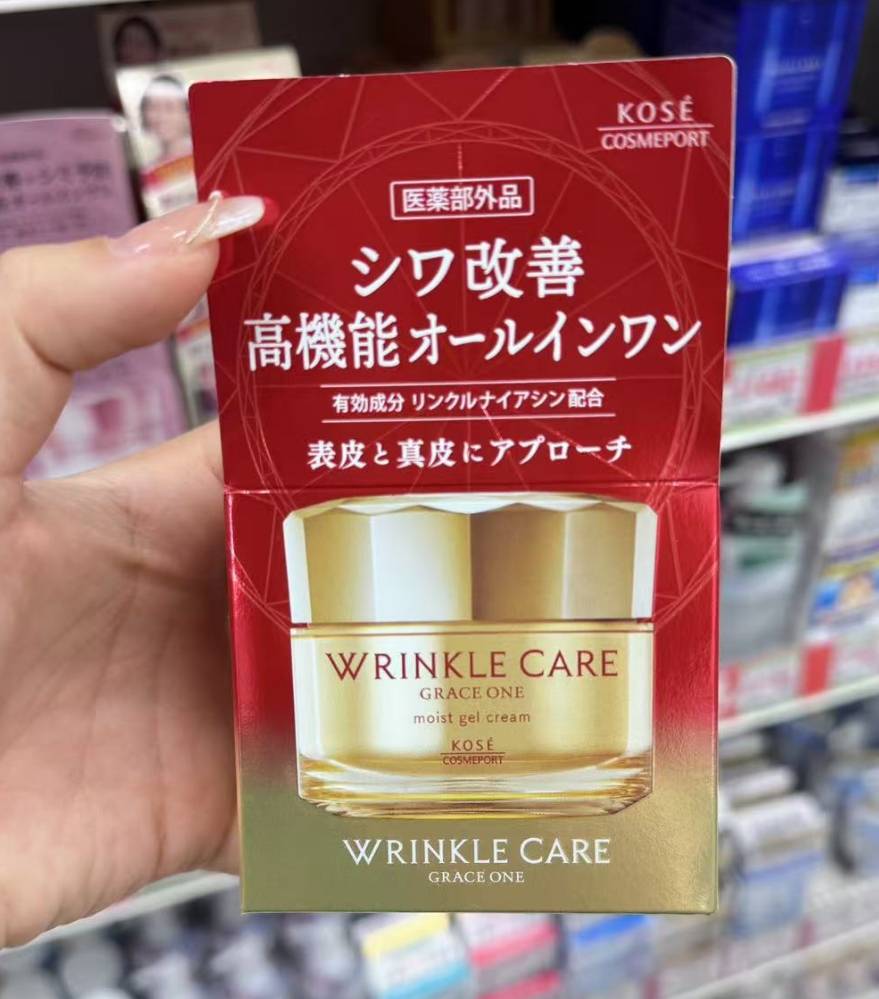 KOSÉ
COSMEPORT
医薬部外品
シワ改善
高機能オールインワン
有効成分 リンクルナイアシン配合
表皮と真皮にアプローチ
WRINKLE CARE
GRACE ONE
moist gel cream
KOSÉ
COSMEPORT
WRINKLE CARE
GRACE ONE